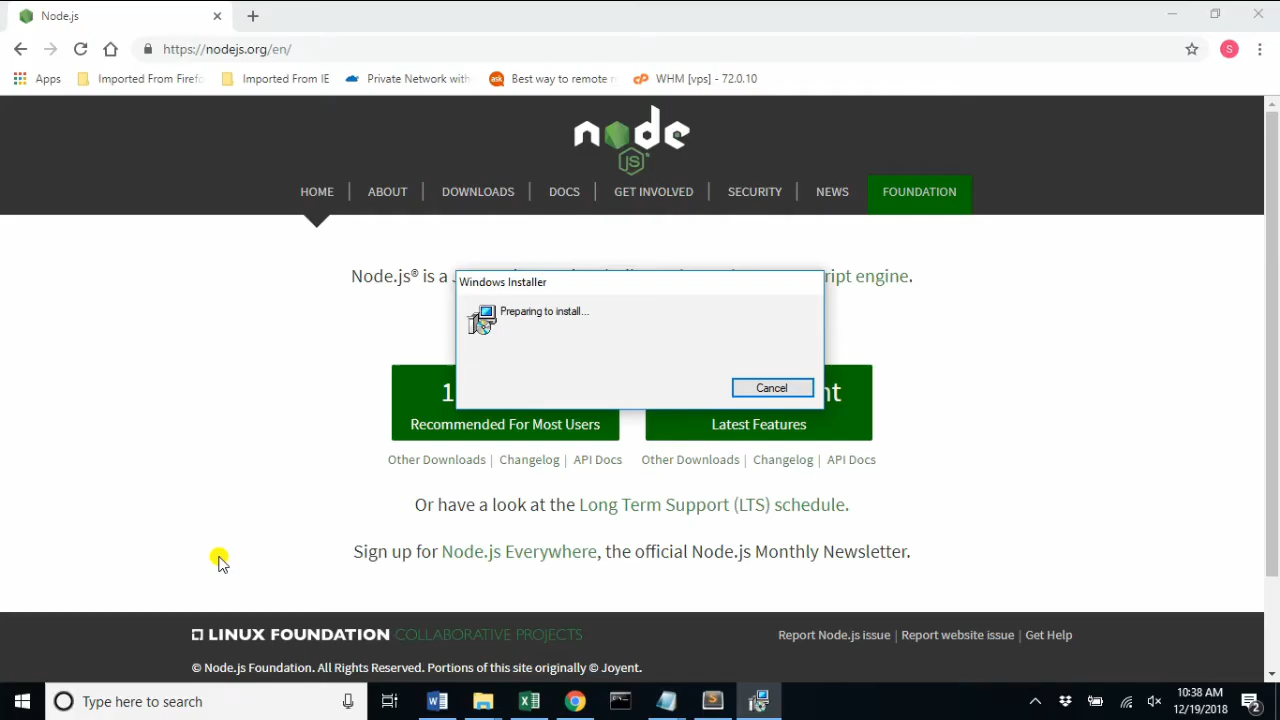 Node.js
https://nodejs.org/en/
Apps
Imported From Firefo
Imported From IE
Private Network with
Best way to remote
WHM [vps] - 72.0.10
node
JS
HOME
ABOUT
DOWNLOADS
DOCS
GET INVOLVED
SECURITY
NEWS
FOUNDATION
Node.js® is a
ript engine.
Windows Installer
Preparing to install...
Cancel
Recommended For Most Users
Latest Features
Other Downloads | Changelog | API Docs
Other Downloads | Changelog | API Docs
Or have a look at the Long Term Support (LTS) schedule.
Sign up for Node.js Everywhere, the official Node.js Monthly Newsletter.
LINUX FOUNDATION COLLABORATIVE PROJECTS
Report Node.js issue | Report website issue | Get Help
© Node.js Foundation. All Rights Reserved. Portions of this site originally © Joyent.
Type here to search
10:38 AM
12/19/2018